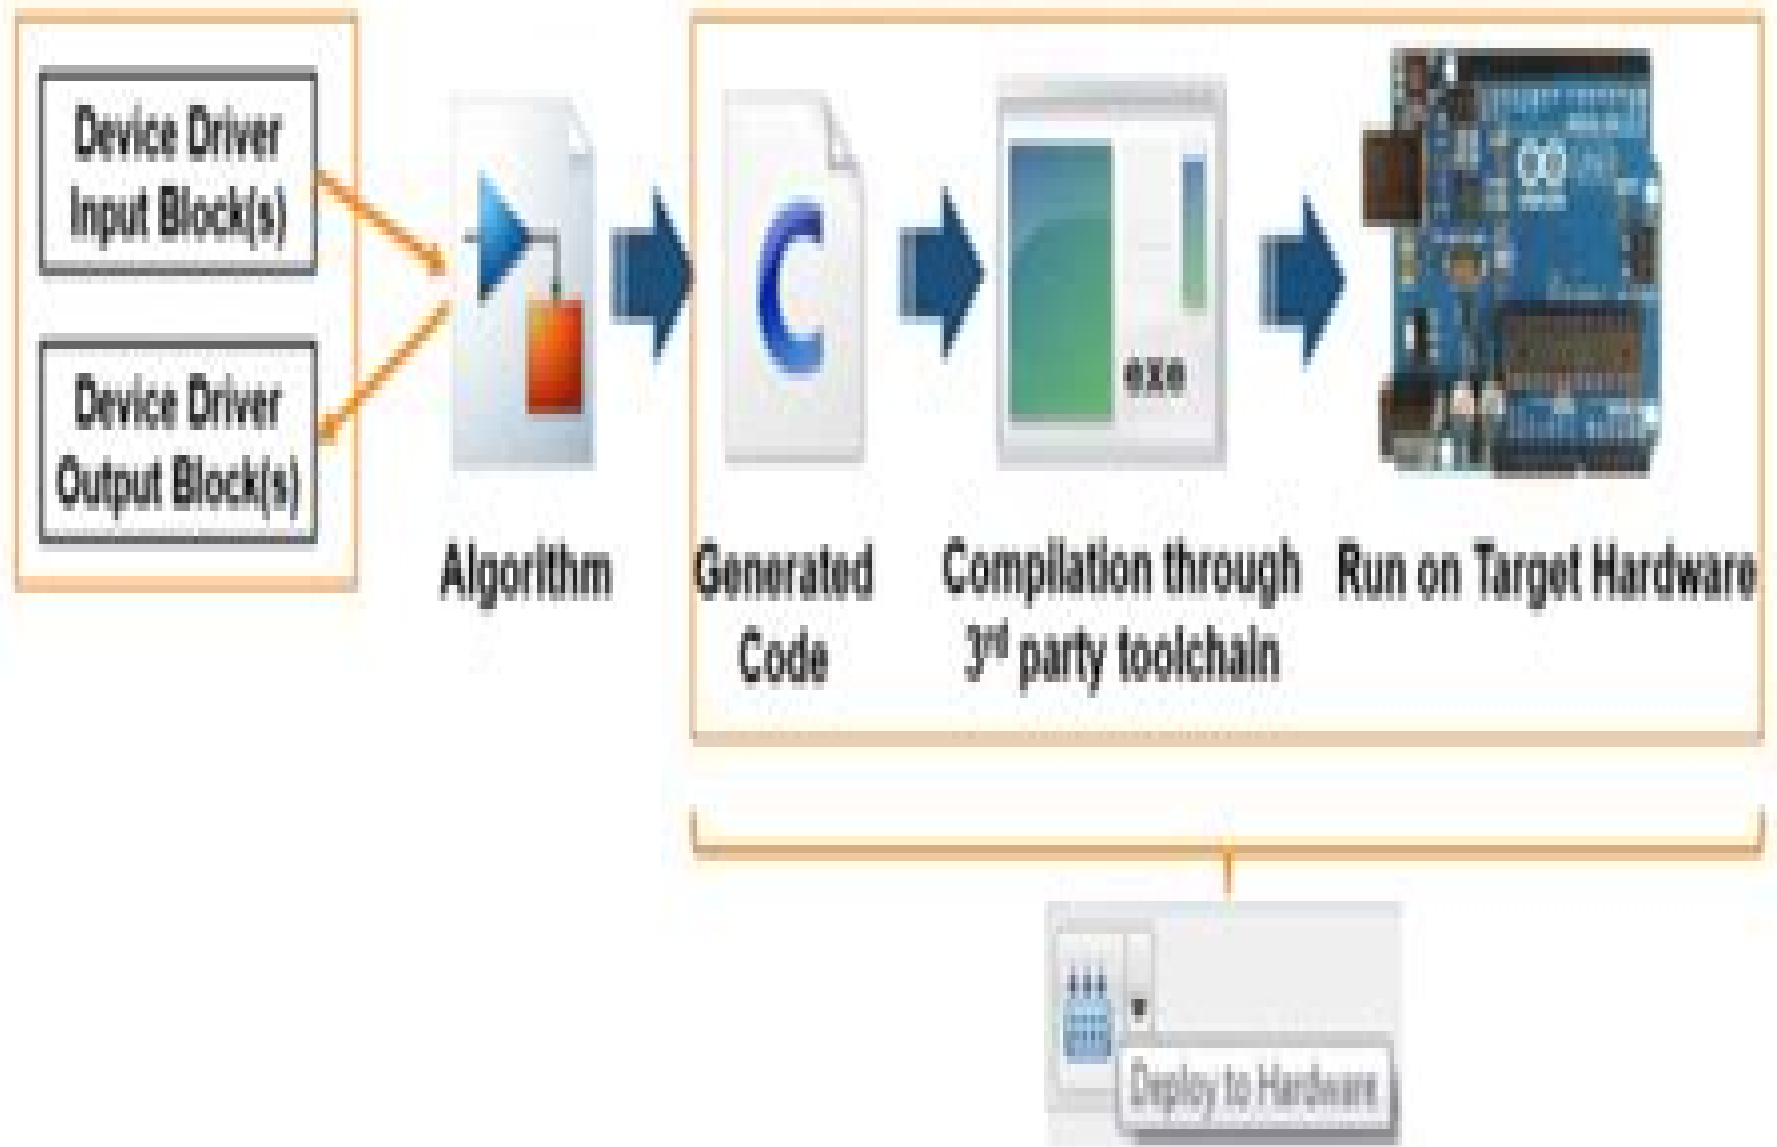 Device Driver
Input Block(s)
Device Driver
Output Block(s)
Algorithm
C
Generated
Code
exe
Compilation through
3rd party toolchain
Run on Target Hardware
Deploy to Hardware